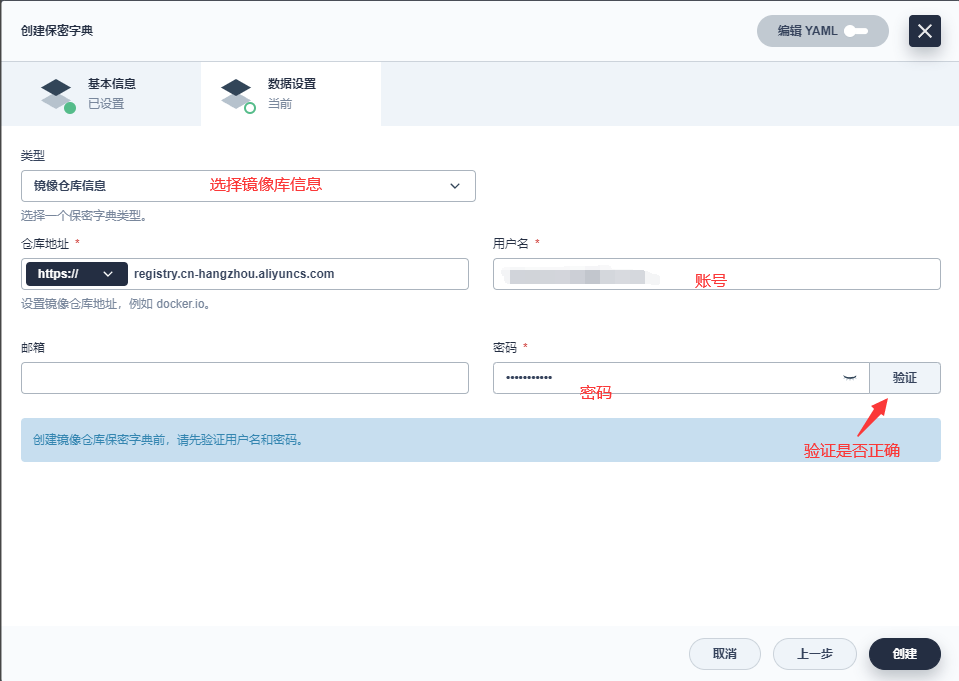 创建保密字典
编辑 YAML
基本信息
已设置
数据设置
当前
类型
镜像仓库信息
选择镜像库信息
选择一个保密字典类型。
仓库地址 *
用户名 *
https://
registry.cn-hangzhou.aliyuncs.com
账号
设置镜像仓库地址，例如 docker.io。
邮箱
密码 *
•••••••••••
验证
密码
创建镜像仓库保密字典前，请先验证用户名和密码。
验证是否正确
取消
上一步
创建